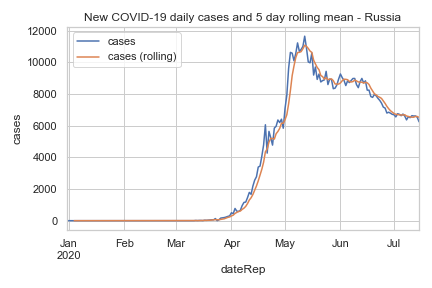 New COVID-19 daily cases and 5 day rolling mean - Russia
12000
10000
8000
6000
4000
2000
0
cases
cases
cases (rolling)
Jan
2020
Feb
Mar
Apr
May
Jun
Jul
dateRep